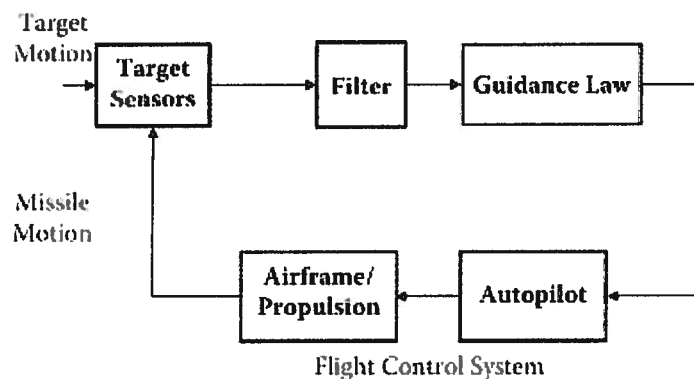 Target
Motion
Target
Sensors
Filter
Guidance Law
Missile
Motion
Airframe/
Propulsion
Autopilot
Flight Control System